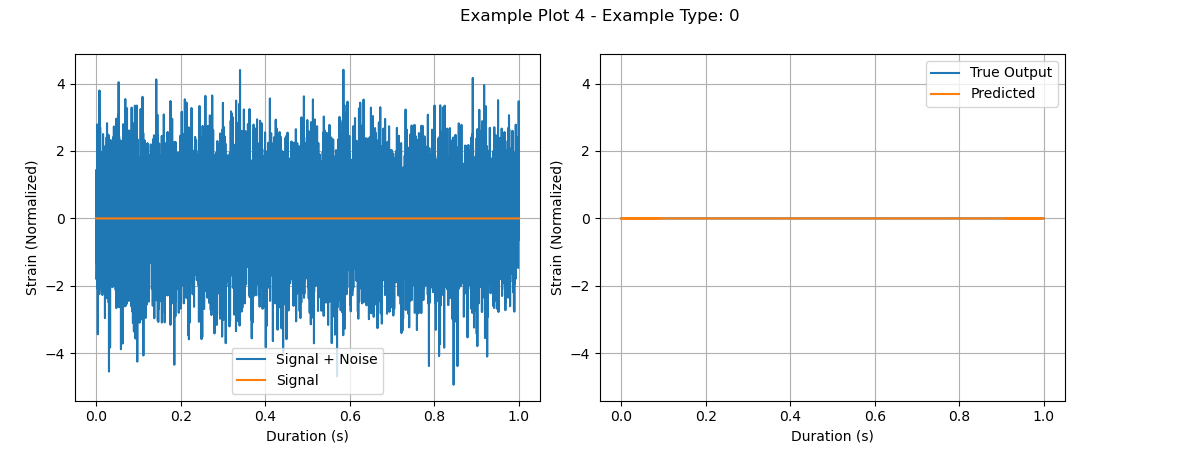 Example Plot 4 - Example Type: 0
Strain (Normalized)
4
2
0
−2
−4
Signal + Noise
Signal
0.0 0.2 0.4 0.6 0.8 1.0
Duration (s)
Strain (Normalized)
4
2
0
−2
−4
True Output
Predicted
0.0 0.2 0.4 0.6 0.8 1.0
Duration (s)